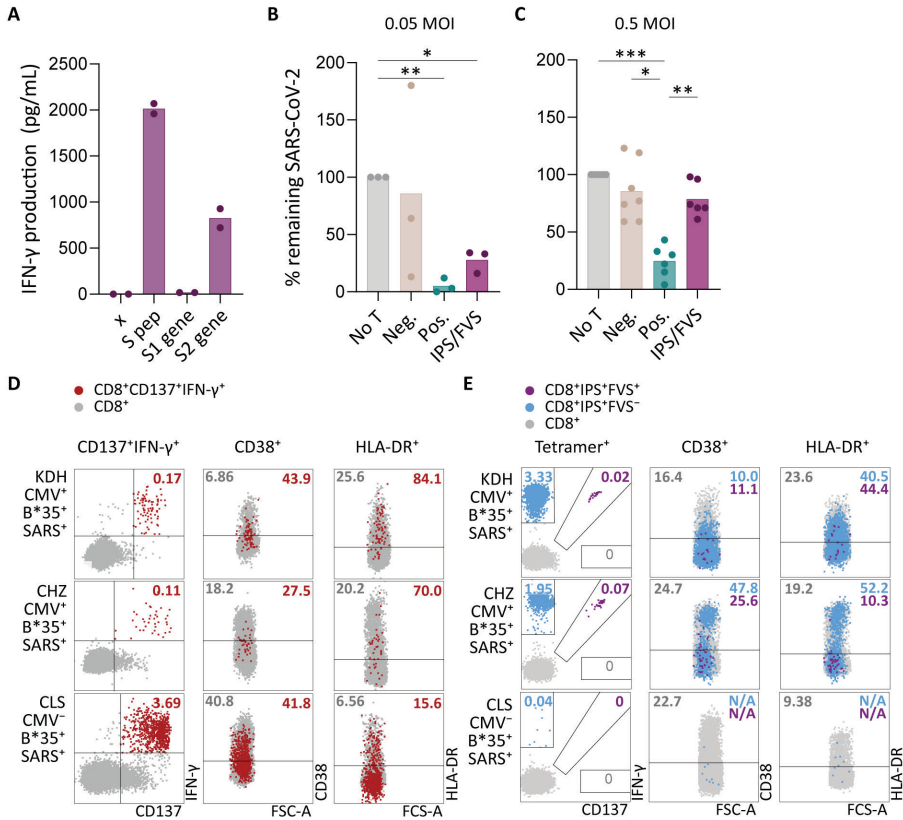 A
IFN-γ production (pg/mL)
2500
2000
1500
1000
500
0
x
S pep
S1 gene
S2 gene
B
0.05 MOI
% remaining SARS-CoV-2
200
150
100
50
0
*
**
No T
Neg.
Pos.
IPS/FVS
C
0.5 MOI
200
150
100
50
0
***
*
**
No T
Neg.
Pos.
IPS/FVS
D
CD8⁺CD137⁺IFN-γ⁺
CD8⁺
CD137⁺IFN-γ⁺ CD38⁺ HLA-DR⁺
KDH
CMV⁺
B*35⁺
SARS⁺
0.17
6.86 43.9
25.6 84.1
CHZ
CMV⁺
B*35⁺
SARS⁺
0.11
18.2 27.5
20.2 70.0
CLS
CMV⁻
B*35⁺
SARS⁺
3.69
40.8 41.8
6.56 15.6
IFN-γ
CD38
HLA-DR
CD137
FSC-A
FCS-A
E
CD8⁺IPS⁺FVS⁺
CD8⁺IPS⁺FVS⁻
CD8⁺
Tetramer⁺ CD38⁺ HLA-DR⁺
KDH
CMV⁺
B*35⁺
SARS⁺
3.33 0.02
0
16.4 10.0
11.1
23.6 40.5
44.4
CHZ
CMV⁺
B*35⁺
SARS⁺
1.95 0.07
0
24.7 47.8
25.6
19.2 52.2
10.3
CLS
CMV⁻
B*35⁺
SARS⁺
0.04 0
0
22.7 N/A
N/A
9.38 N/A
N/A
IFN-γ
CD38
HLA-DR
CD137
FSC-A
FCS-A